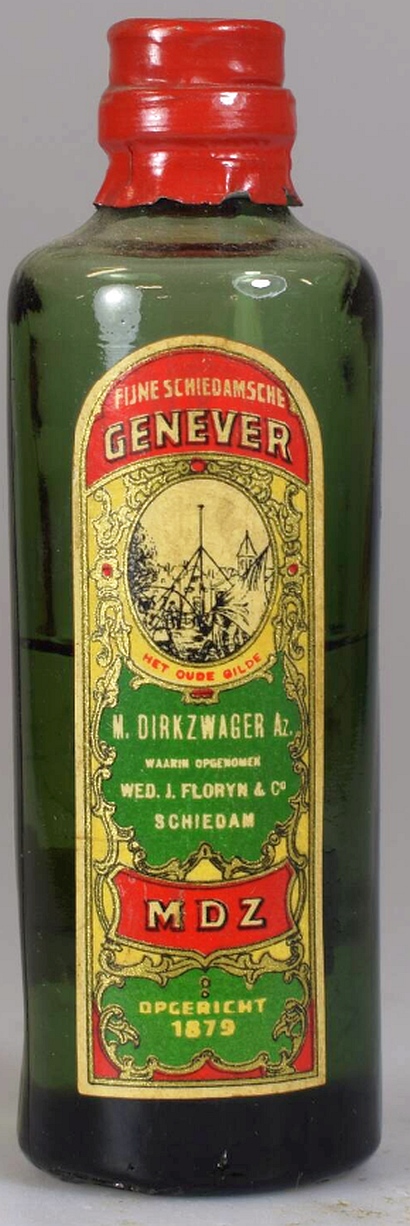 FIJNE SCHIEDAMSCHE
GENEVER
HET OUDE GILDE
M. DIRKZWAGER Az.
WAARIN OPGENOMEN
WED. J. FLORYN & Cº
SCHIEDAM
MDZ
OPGERICHT
1879